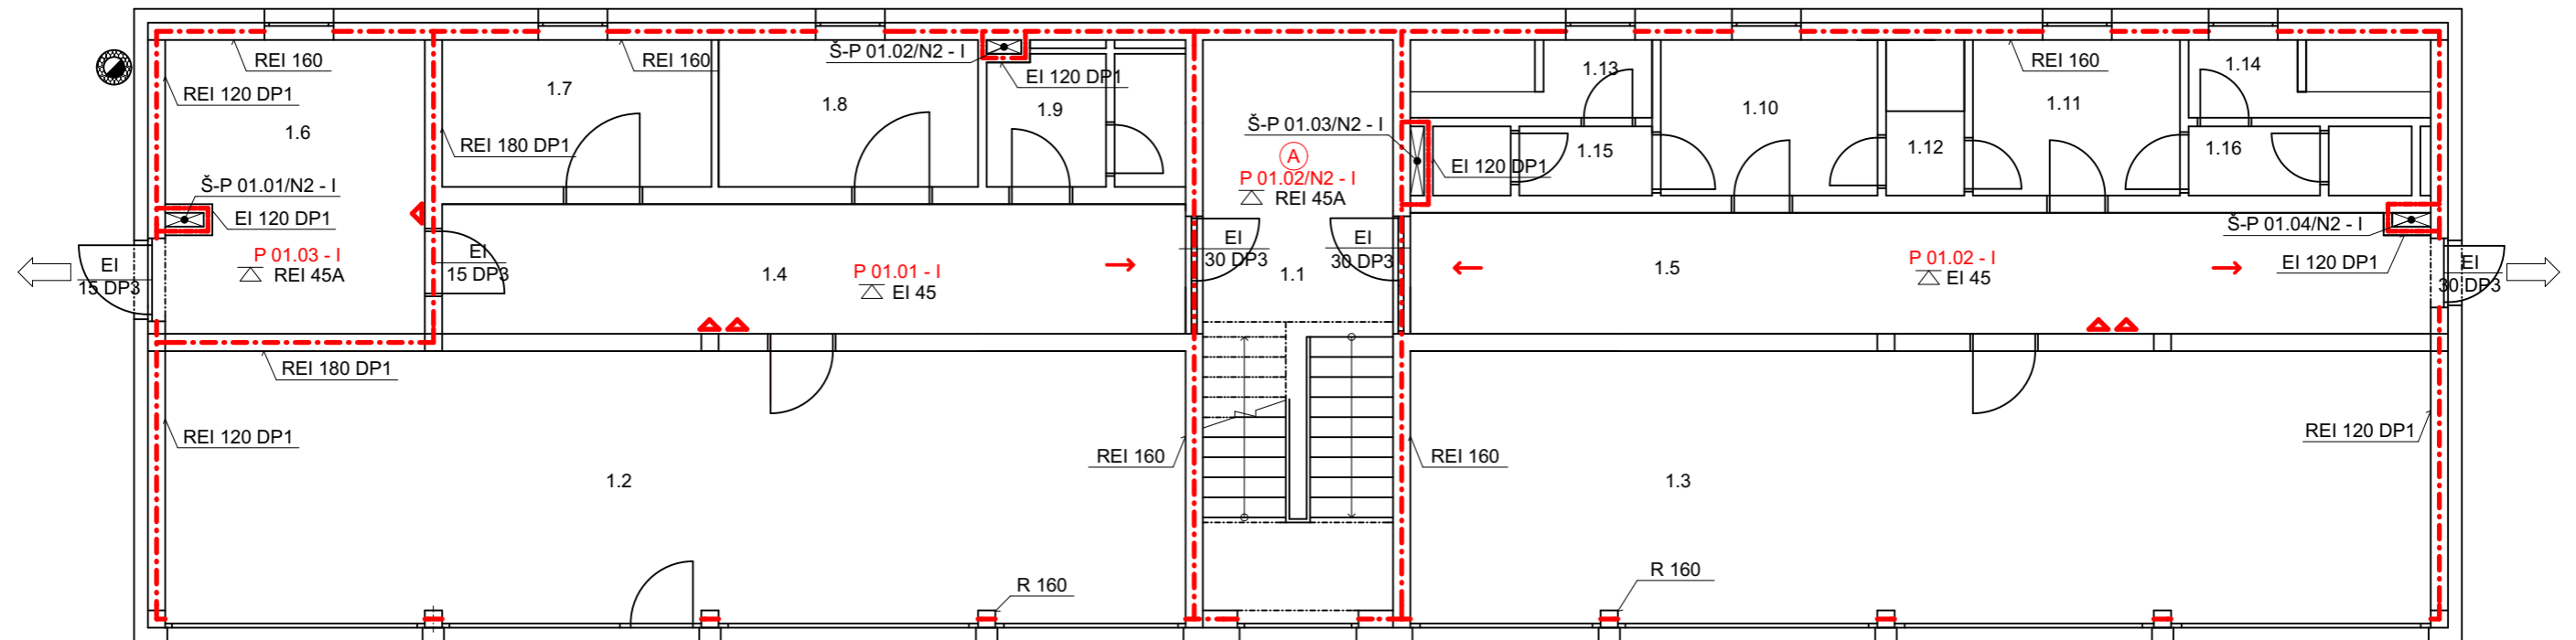 REI 160
REI 120 DP1
1.6
Š-P 01.01/N2 - I
EI 120 DP1
P 01.03 - I
REI 45A
EI
15 DP3
REI 180 DP1
REI 120 DP1
1.7
REI 160
REI 180 DP1
1.8
Š-P 01.02/N2 - I
EI 120 DP1
1.9
EI
15 DP3
1.4
P 01.01 - I
EI 45
1.2
R 160
REI 160
Š-P 01.03/N2 - I
A
P 01.02/N2 - I
REI 45A
EI
30 DP3
1.1
EI
30 DP3
EI 120 DP1
1.13
1.15
1.10
1.12
REI 160
1.11
1.14
1.16
Š-P 01.04/N2 - I
EI 120 DP1
1.5
P 01.02 - I
EI 45
EI
30 DP3
REI 160
1.3
REI 120 DP1
R 160